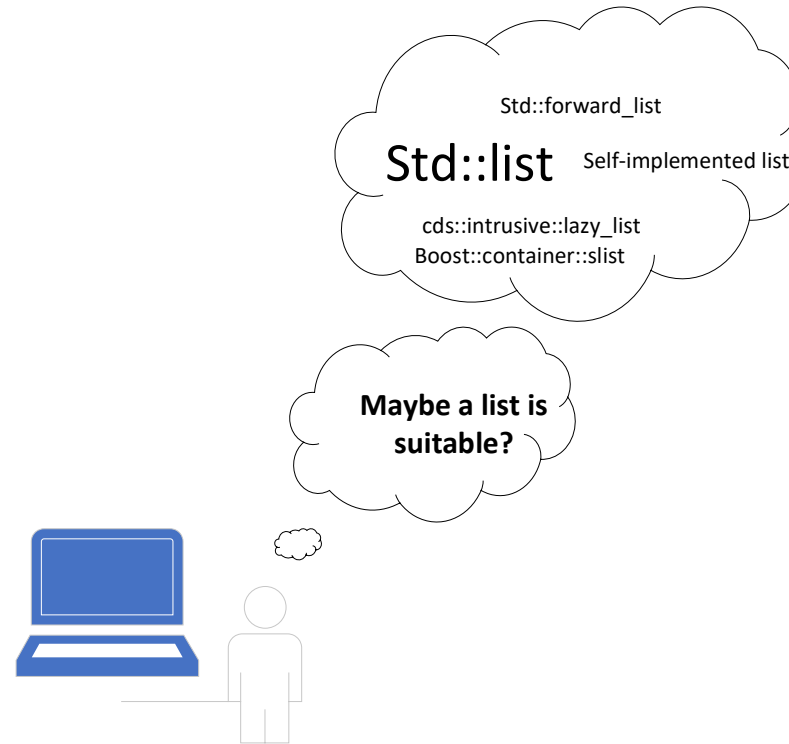 Std::forward_list
Std::list
Self-implemented list
cds::intrusive::lazy_list
Boost::container::slist
Maybe a list is
suitable?